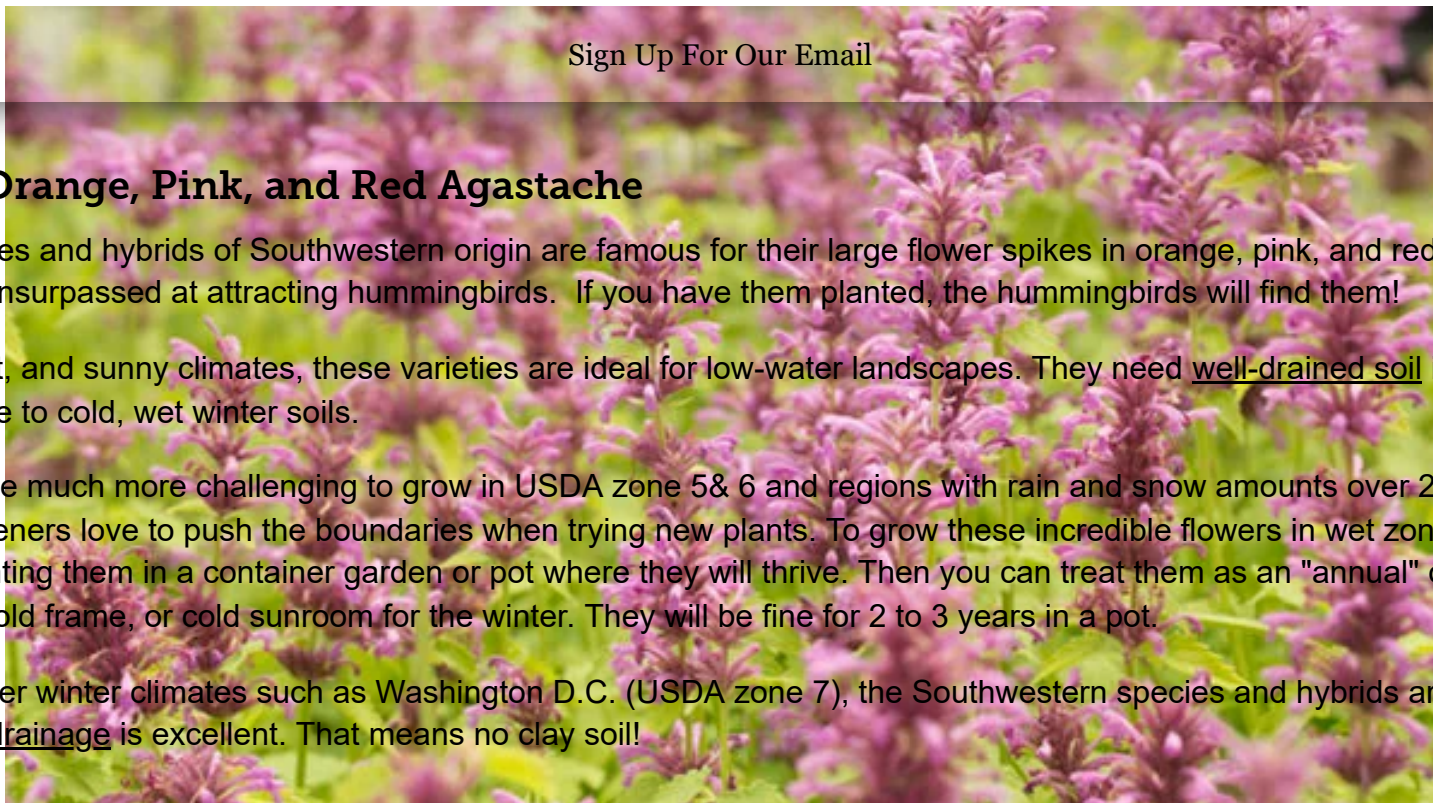 Sign Up For Our Email
Orange, Pink, and Red Agastache
es and hybrids of Southwestern origin are famous for their large flower spikes in orange, pink, and red
nsurpassed at attracting hummingbirds. If you have them planted, the hummingbirds will find them!
t, and sunny climates, these varieties are ideal for low-water landscapes. They need well-drained soil
e to cold, wet winter soils.
e much more challenging to grow in USDA zone 5& 6 and regions with rain and snow amounts over 2
eners love to push the boundaries when trying new plants. To grow these incredible flowers in wet zon
ting them in a container garden or pot where they will thrive. Then you can treat them as an "annual" o
old frame, or cold sunroom for the winter. They will be fine for 2 to 3 years in a pot.
er winter climates such as Washington D.C. (USDA zone 7), the Southwestern species and hybrids ar
drainage is excellent. That means no clay soil!